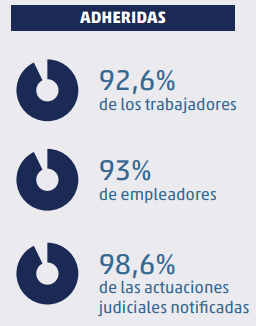 ADHERIDAS
92,6%
de los trabajadores
93%
de empleadores
98,6%
de las actuaciones
judiciales notificadas